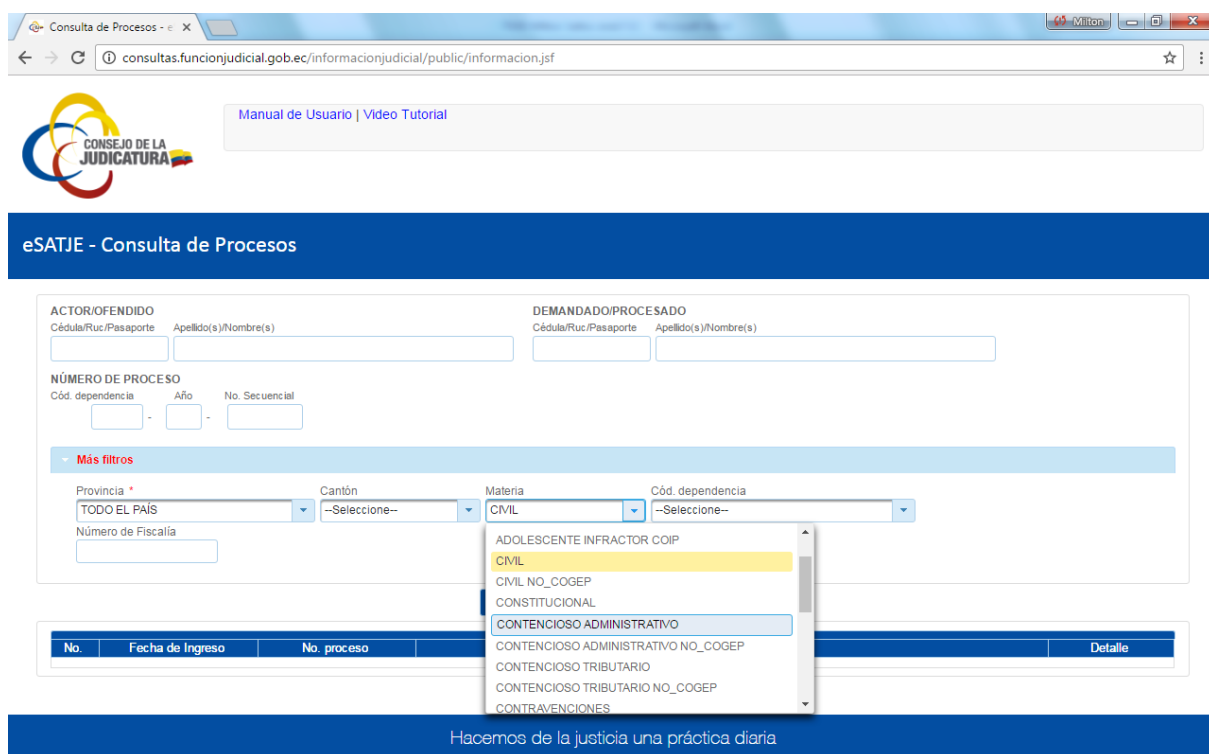 Consulta de Procesos - e
Milton
consultas.funcionjudicial.gob.ec/informacionjudicial/public/informacion.jsf
Manual de Usuario | Video Tutorial
CONSEJO DE LA
JUDICATURA
eSATJE - Consulta de Procesos
ACTOR/OFENDIDO
DEMANDADO/PROCESADO
Cédula/Ruc/Pasaporte Apellido(s)/Nombre(s)
Cédula/Ruc/Pasaporte Apellido(s)/Nombre(s)
NÚMERO DE PROCESO
Cód. dependencia Año No. Secuencial
- -
Más filtros
Provincia * Cantón Materia Cód. dependencia
TODO EL PAÍS --Seleccione-- CIVIL --Seleccione--
Número de Fiscalía
ADOLESCENTE INFRACTOR COIP
CIVIL
CIVIL NO_COGEP
CONSTITUCIONAL
CONTENCIOSO ADMINISTRATIVO
CONTENCIOSO ADMINISTRATIVO NO_COGEP
CONTENCIOSO TRIBUTARIO
CONTENCIOSO TRIBUTARIO NO_COGEP
CONTRAVENCIONES
No. Fecha de Ingreso No. proceso Detalle
Hacemos de la justicia una práctica diaria